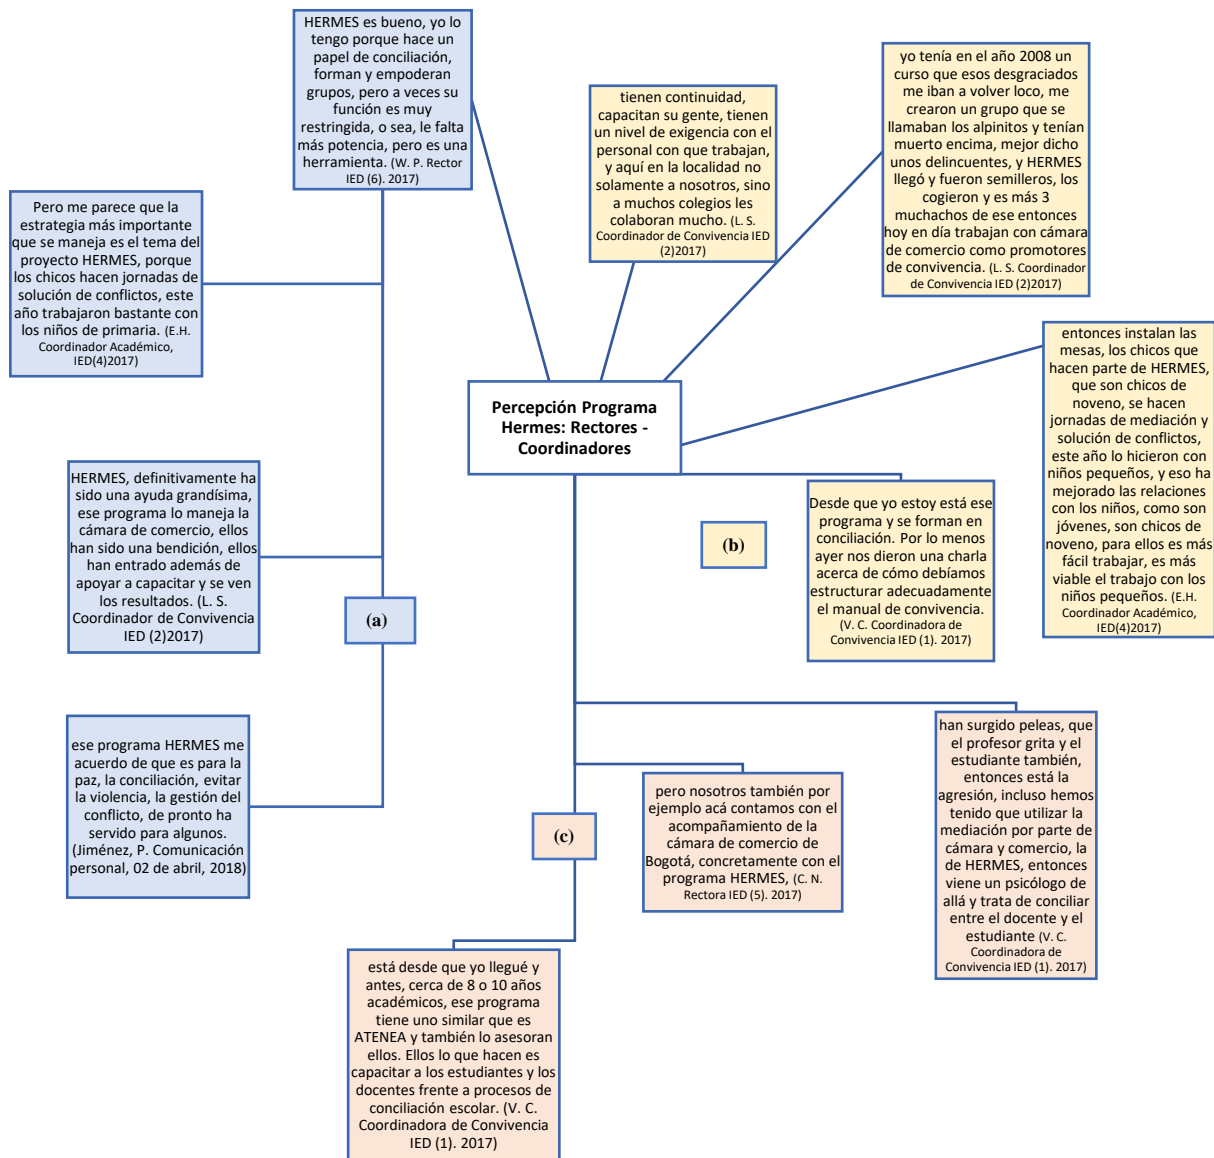 HERMES es bueno, yo lo
tengo porque hace un
papel de conciliación,
forman y empoderan
grupos, pero a veces su
función es muy
restringida, o sea, le falta
más potencia, pero es una
herramienta. (W. P. Rector
IED (6). 2017)
tienen continuidad,
capacitan su gente, tienen
un nivel de exigencia con el
personal con que trabajan,
y aquí en la localidad no
solamente a nosotros, sino
a muchos colegios les
colaboran mucho. (L. S.
Coordinador de Convivencia IED
(2)2017)
yo tenía en el año 2008 un
curso que esos desgraciados
me iban a volver loco, me
crearon un grupo que se
llamaban los alpinitos y tenían
muerto encima, mejor dicho
unos delincuentes, y HERMES
llegó y fueron semilleros, los
cogieron y es más 3
muchachos de ese entonces
hoy en día trabajan con cámara
de comercio como promotores
de convivencia. (L. S. Coordinador
de Convivencia IED (2)2017)
Pero me parece que la
estrategia más importante
que se maneja es el tema del
proyecto HERMES, porque
los chicos hacen jornadas de
solución de conflictos, este
año trabajaron bastante con
los niños de primaria. (E.H.
Coordinador Académico,
IED(4)2017)
entonces instalan las
mesas, los chicos que
hacen parte de HERMES,
que son chicos de
noveno, se hacen
jornadas de mediación y
solución de conflictos,
este año lo hicieron con
niños pequeños, y eso ha
mejorado las relaciones
con los niños, como son
jóvenes, son chicos de
noveno, para ellos es más
fácil trabajar, es más
viable el trabajo con los
niños pequeños. (E.H.
Coordinador Académico,
IED(4)2017)
Percepción Programa
Hermes: Rectores -
Coordinadores
HERMES, definitivamente ha
sido una ayuda grandísima,
ese programa lo maneja la
cámara de comercio, ellos
han sido una bendición, ellos
han entrado además de
apoyar a capacitar y se ven
los resultados. (L. S.
Coordinador de Convivencia
IED (2)2017)
(a)
(b)
Desde que yo estoy está ese
programa y se forman en
conciliación. Por lo menos
ayer nos dieron una charla
acerca de cómo debíamos
estructurar adecuadamente
el manual de convivencia.
(V. C. Coordinadora de
Convivencia IED (1). 2017)
ese programa HERMES me
acuerdo de que es para la
paz, la conciliación, evitar
la violencia, la gestión del
conflicto, de pronto ha
servido para algunos.
(Jiménez, P. Comunicación
personal, 02 de abril, 2018)
(c)
pero nosotros también por
ejemplo acá contamos con el
acompañamiento de la
cámara de comercio de
Bogotá, concretamente con el
programa HERMES, (C. N.
Rectora IED (5). 2017)
han surgido peleas, que
el profesor grita y el
estudiante también,
entonces está la
agresión, incluso hemos
tenido que utilizar la
mediación por parte de
cámara y comercio, la
de HERMES, entonces
viene un psicólogo de
allá y trata de conciliar
entre el docente y el
estudiante (V. C.
Coordinadora de
Convivencia IED (1). 2017)
está desde que yo llegué y
antes, cerca de 8 o 10 años
académicos, ese programa
tiene uno similar que es
ATENEA y también lo asesoran
ellos. Ellos lo que hacen es
capacitar a los estudiantes y los
docentes frente a procesos de
conciliación escolar. (V. C.
Coordinadora de Convivencia
IED (1). 2017)